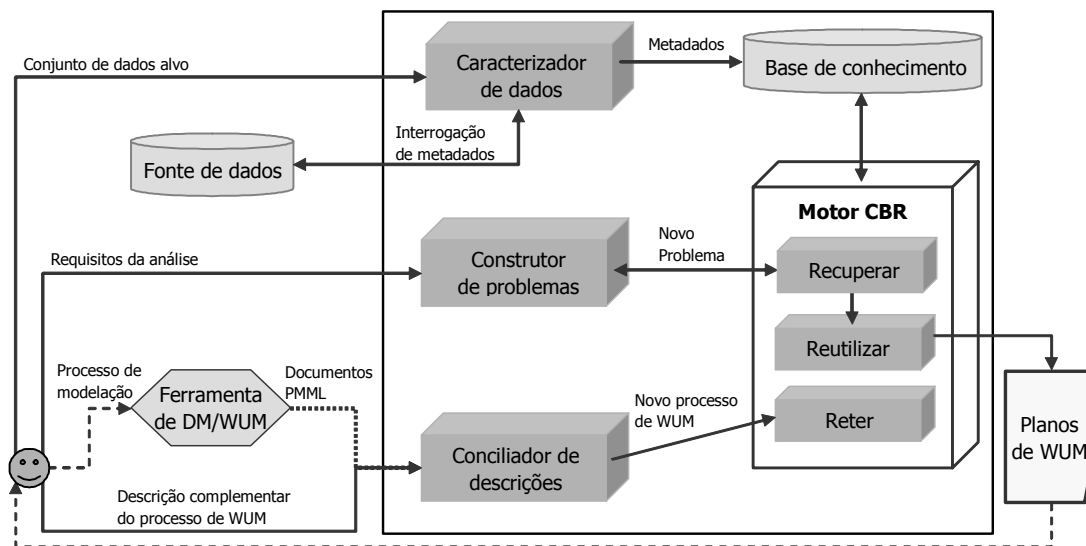 Conjunto de dados alvo
Caracterizador
de dados
Metadados
Base de conhecimento
Interrogação
de metadados
Fonte de dados
Motor CBR
Requisitos da análise
Construtor
de problemas
Novo
Problema
Recuperar
Reutilizar
Processo de
modelação
Ferramenta
de DM/WUM
Documentos
PMML
Conciliador de
descrições
Novo processo
de WUM
Reter
Planos
de WUM
Descrição complementar
do processo de WUM